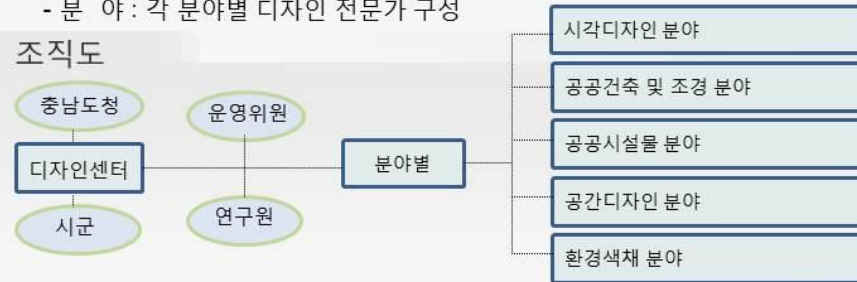 - 분 야 : 각 분야별 디자인 전문가 구성
조직도
충남도청
운영위원
디자인센터
분야별
시군
연구원
시각디자인 분야
공공건축 및 조경 분야
공공시설물 분야
공간디자인 분야
환경색채 분야